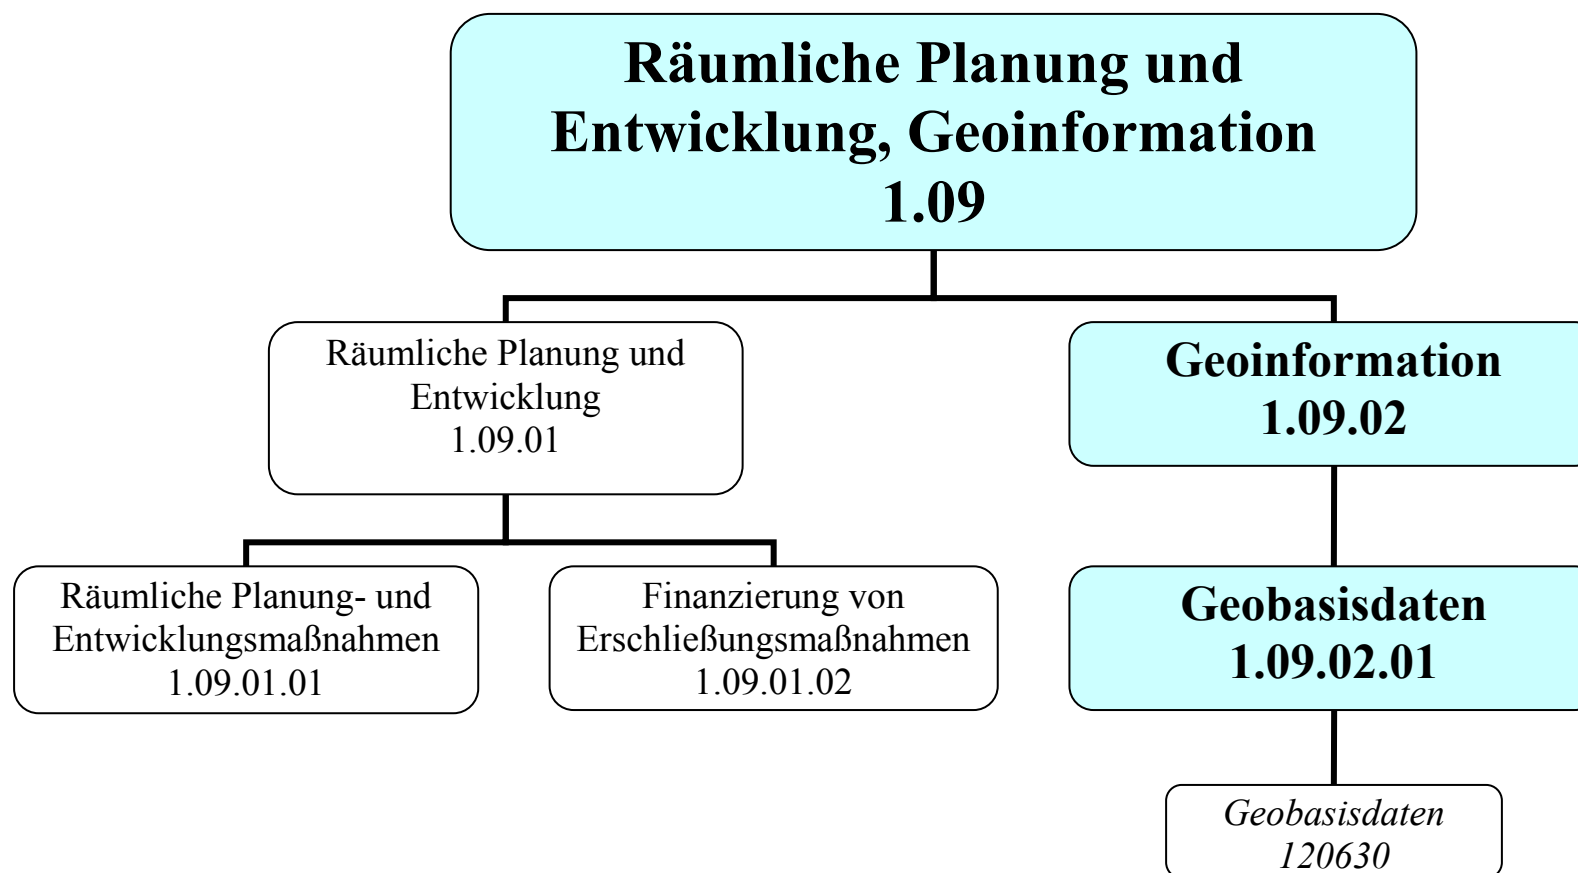 Räumliche Planung und
Entwicklung, Geoinformation
1.09
Räumliche Planung und
Entwicklung
1.09.01
Geoinformation
1.09.02
Räumliche Planung- und
Entwicklungsmaßnahmen
1.09.01.01
Finanzierung von
Erschließungsmaßnahmen
1.09.01.02
Geobasisdaten
1.09.02.01
Geobasisdaten
120630